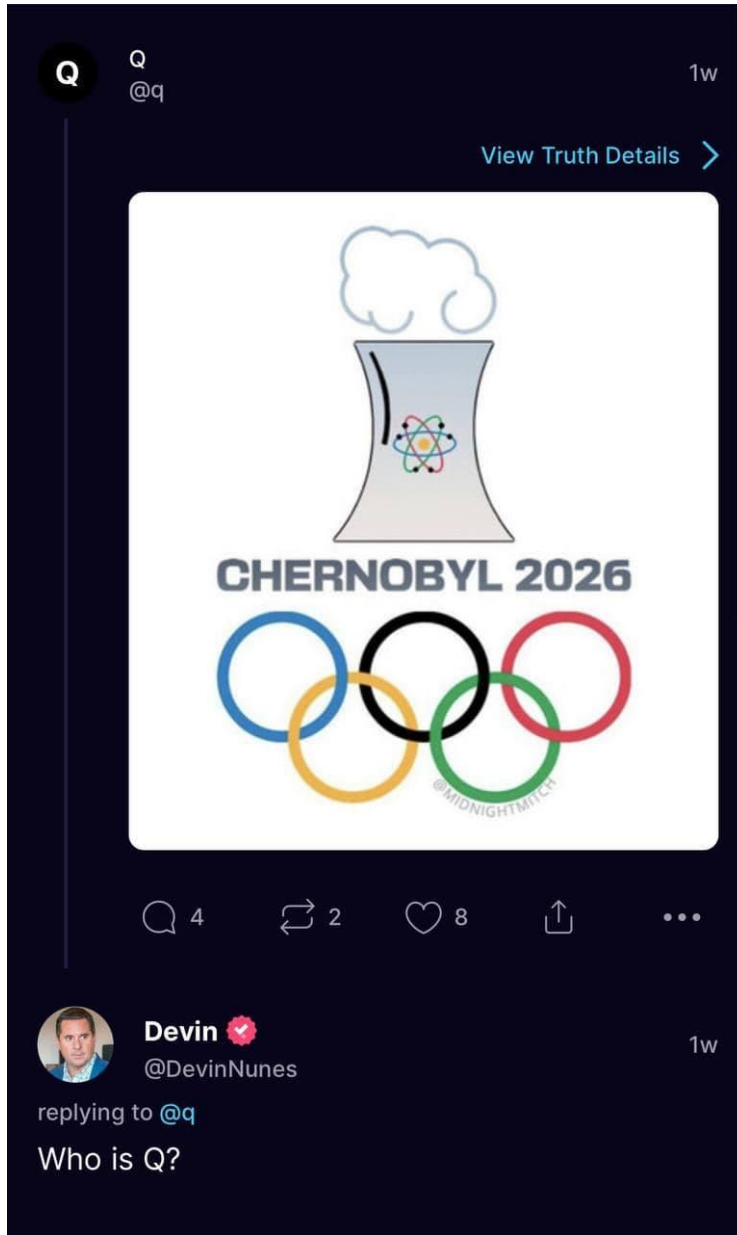 Q
Q
@q
1w
View Truth Details
CHERNOBYL 2026
@MIDNIGHTMITCH
4
2
8
Devin
@DevinNunes
1w
replying to @q
Who is Q?